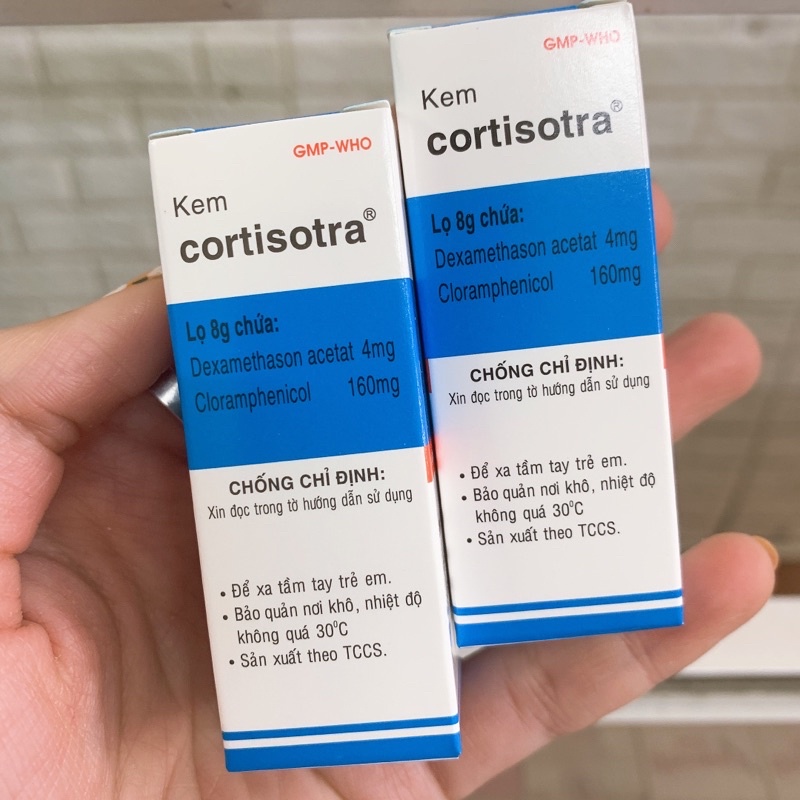 GMP-WHO
Kem
cortisotra®
Lọ 8g chứa:
Dexamethason acetat 4mg
Cloramphenicol 160mg
CHỐNG CHỈ ĐỊNH:
Xin đọc trong tờ hướng dẫn sử dụng
• Để xa tầm tay trẻ em.
• Bảo quản nơi khô, nhiệt độ
không quá 30⁰C
• Sản xuất theo TCCS.
GMP-WHO
Kem
cortisotra®
Lọ 8g chứa:
Dexamethason acetat 4mg
Cloramphenicol 160mg
CHỐNG CHỈ ĐỊNH:
Xin đọc trong tờ hướng dẫn sử dụng
• Để xa tầm tay trẻ em.
• Bảo quản nơi khô, nhiệt độ
không quá 30⁰C
• Sản xuất theo TCCS.